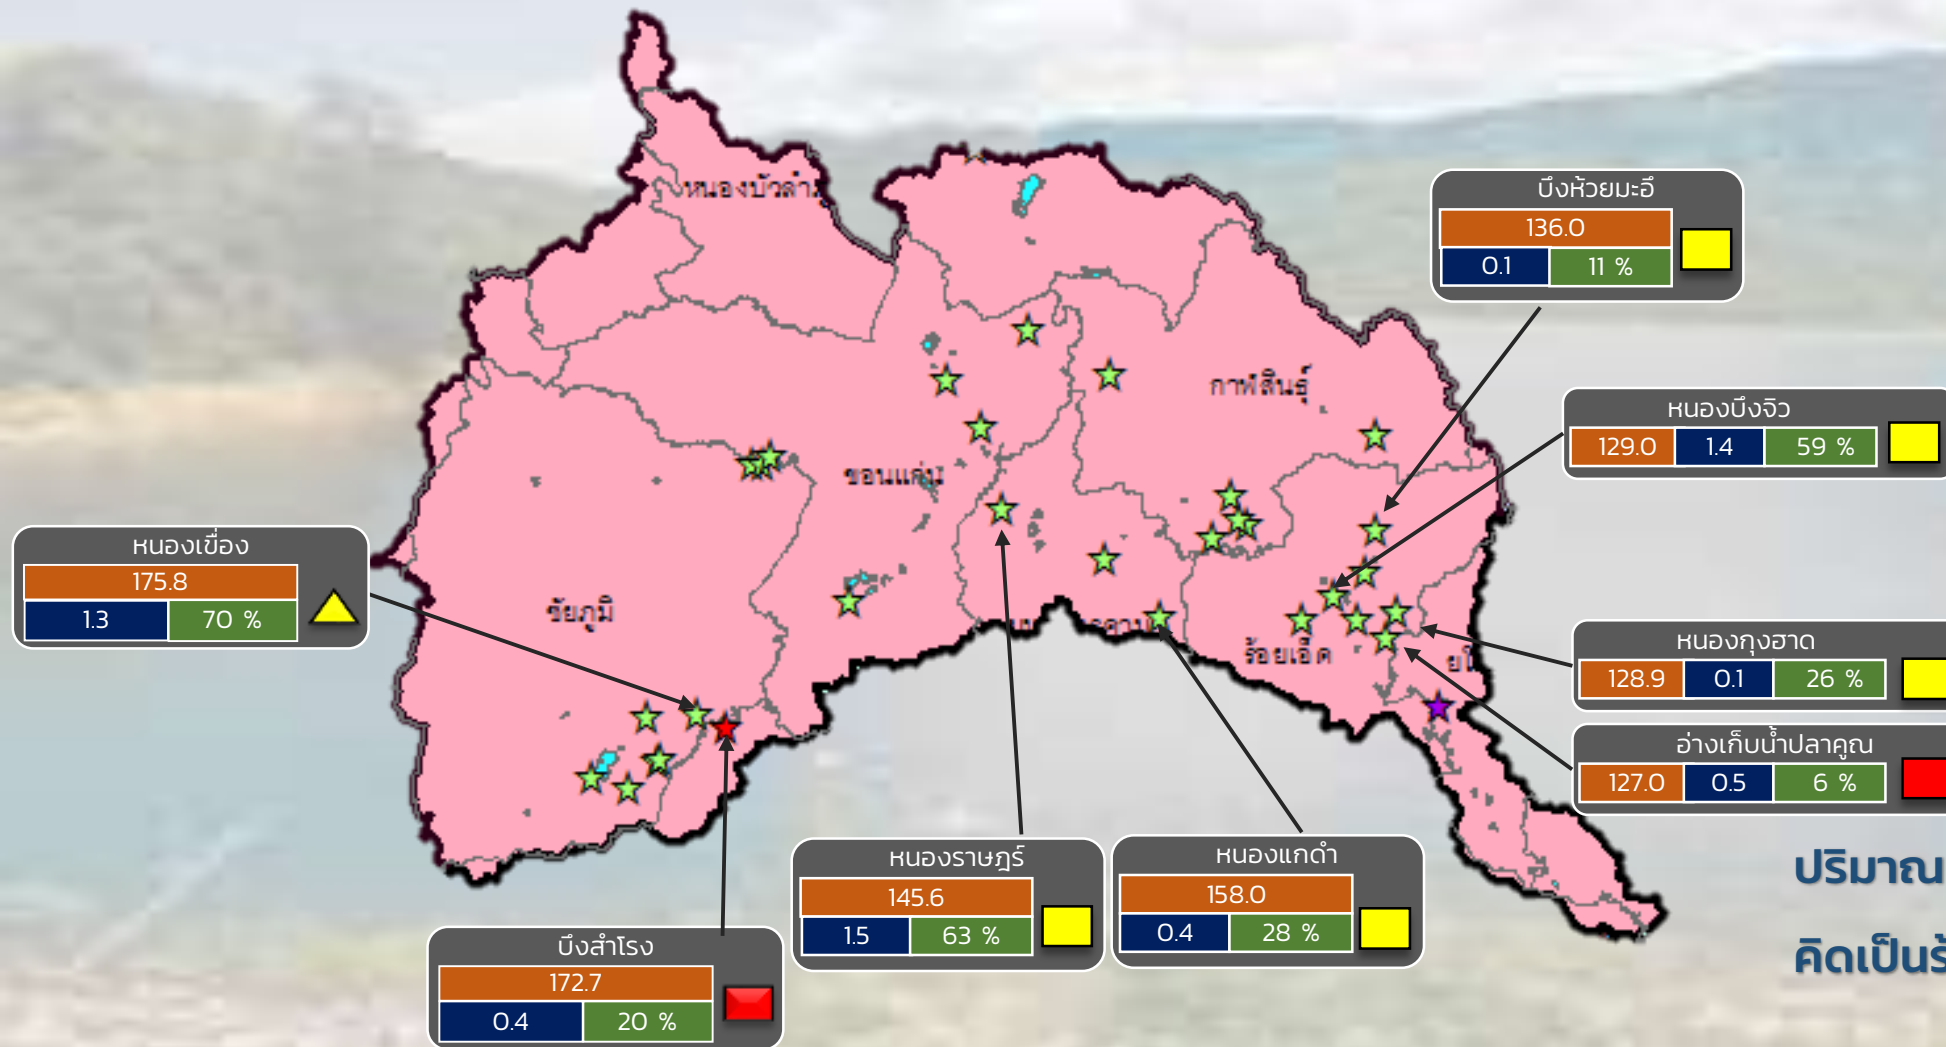 หนองบัวลำภู
บึงห้วยมะอึ
136.0
0.1 11 %
กาฬสินธุ์
หนองบึงจิว
129.0 1.4 59 %
ขอนแก่น
หนองเขื่อง
175.8
1.3 70 %
ชัยภูมิ
ร้อยเอ็ด
หนองกุงฮาด
128.9 0.1 26 %
อ่างเก็บน้ำปลาคูณ
127.0 0.5 6 %
หนองราษฎร์
145.6
1.5 63 %
หนองแกดำ
158.0
0.4 28 %
ปริมาณ
คิดเป็นร้
บึงสำโรง
172.7
0.4 20 %